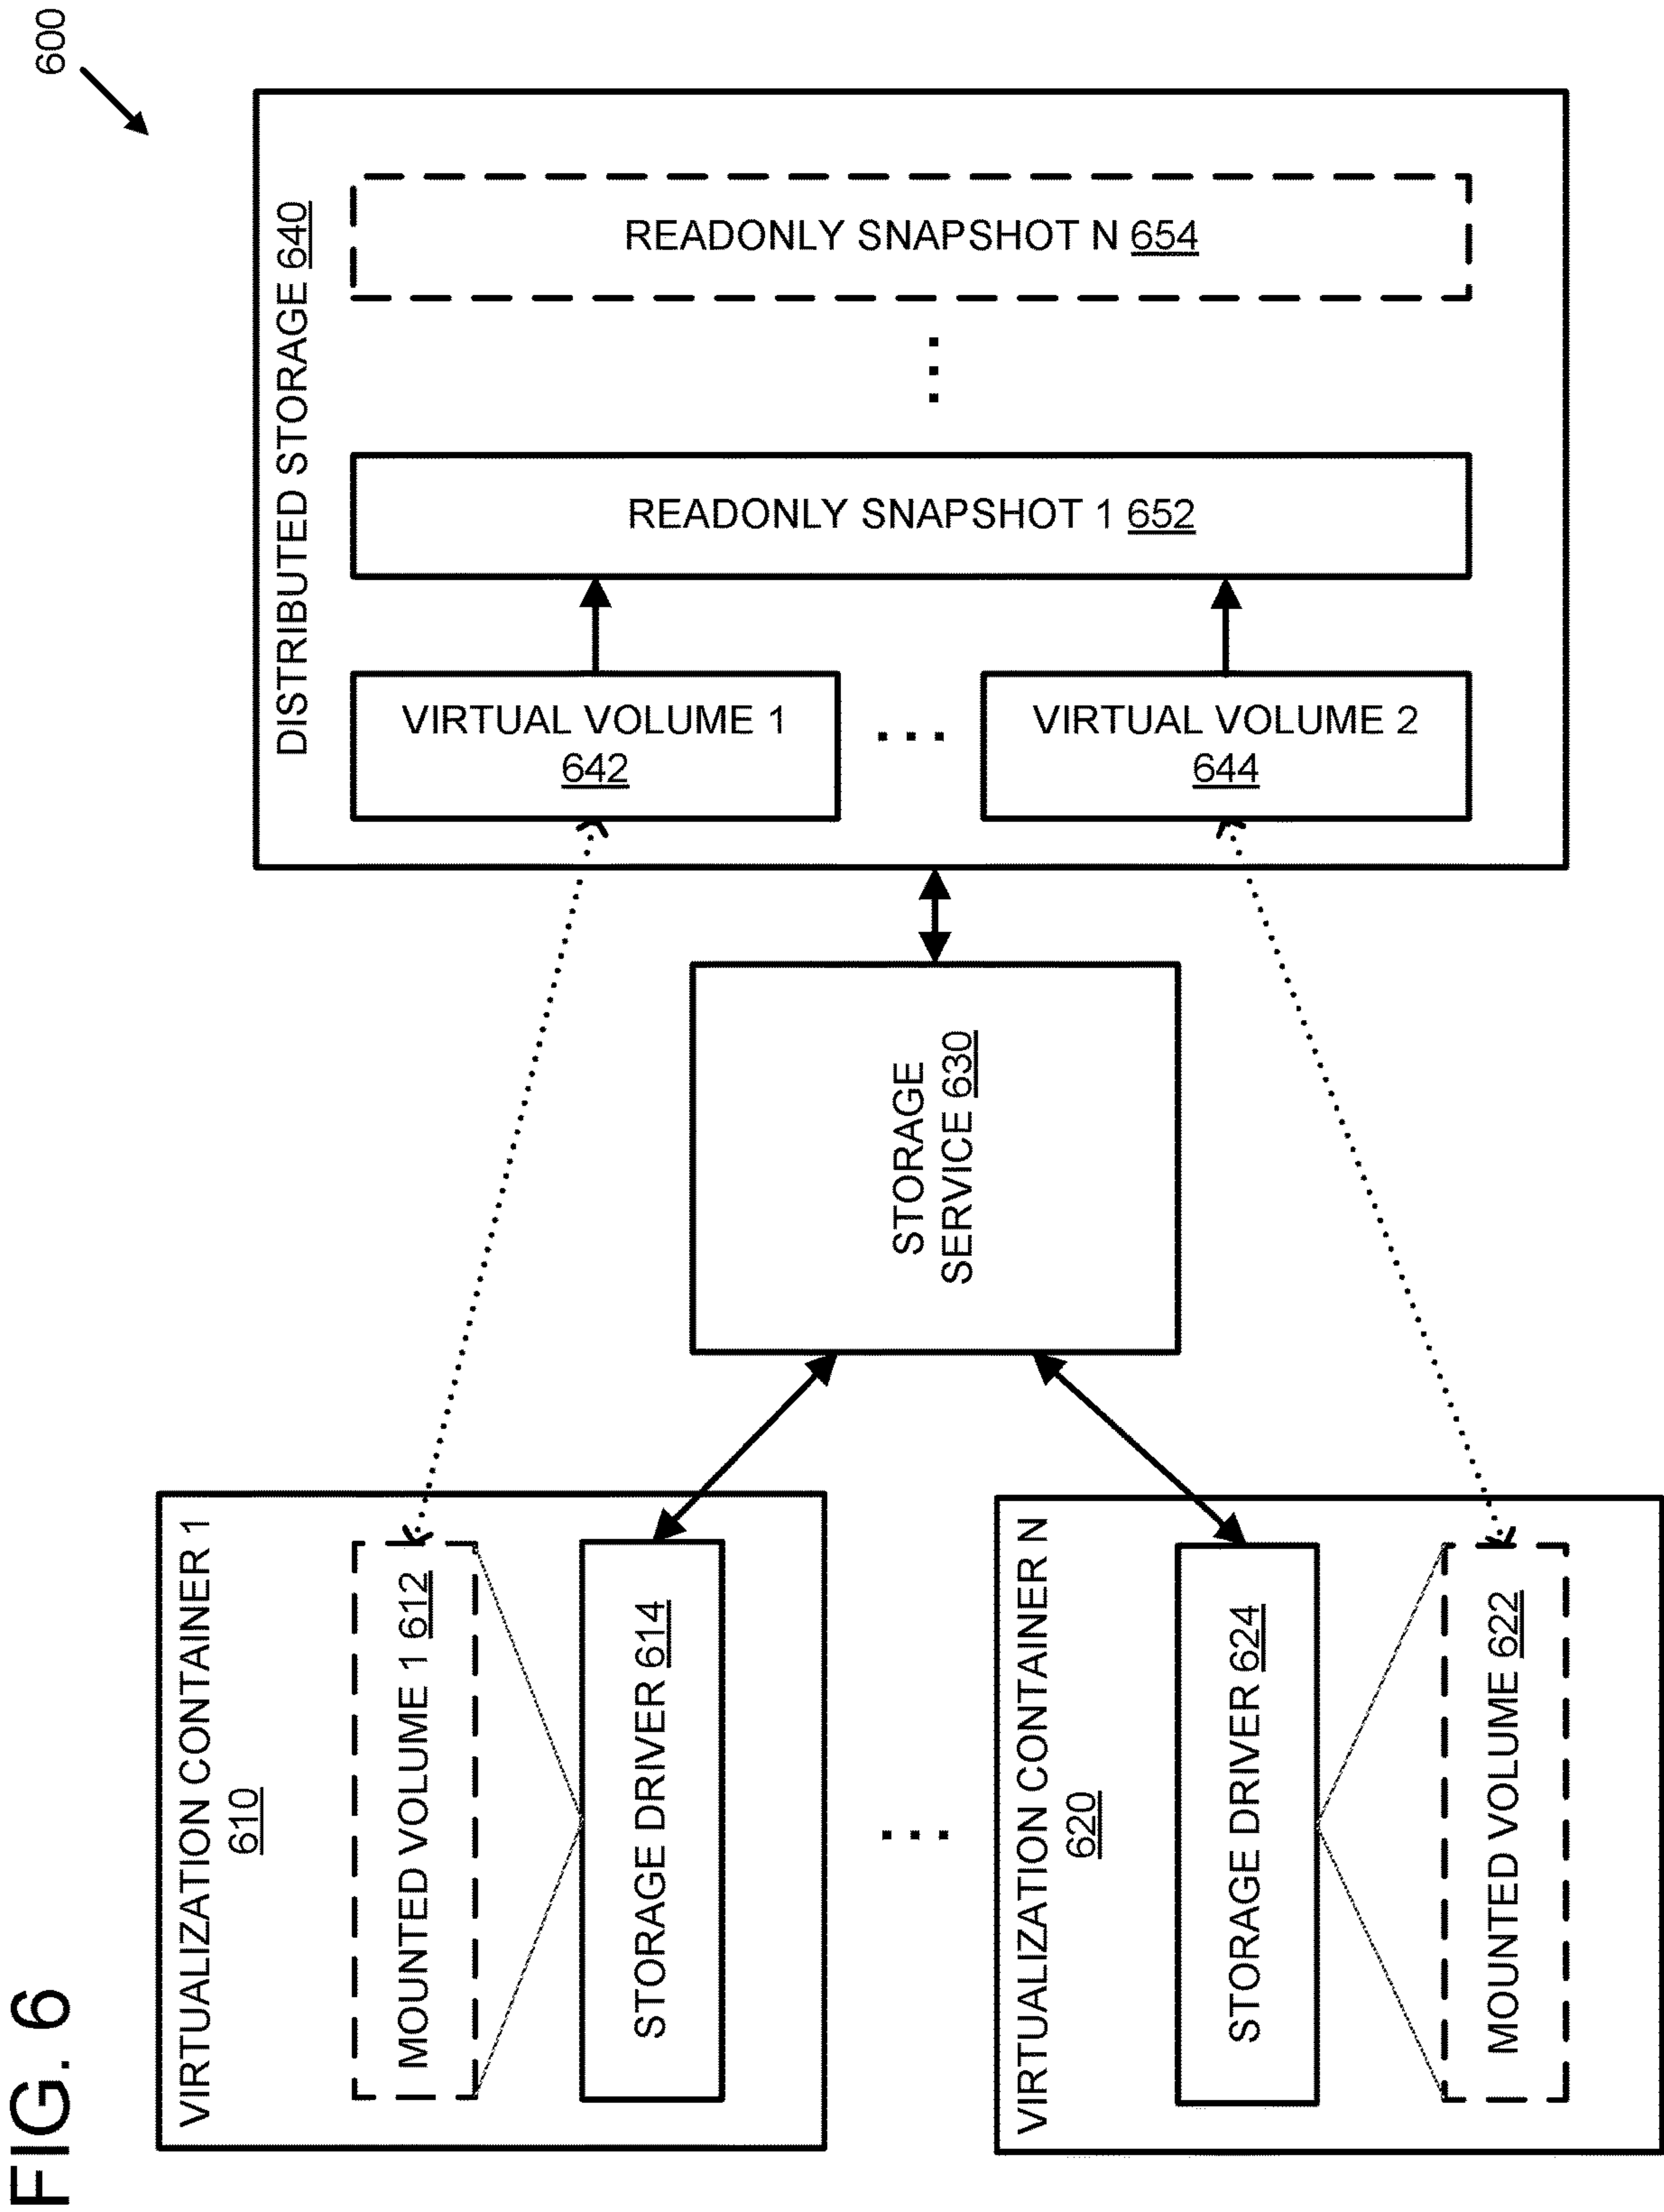 FIG. 6
600
VIRTUALIZATION CONTAINER 1
610
MOUNTED VOLUME 1 612
STORAGE DRIVER 614
...
VIRTUALIZATION CONTAINER N
620
STORAGE DRIVER 624
MOUNTED VOLUME 622
STORAGE
SERVICE 630
DISTRIBUTED STORAGE 640
VIRTUAL VOLUME 1
642
...
VIRTUAL VOLUME 2
644
READONLY SNAPSHOT 1 652
...
READONLY SNAPSHOT N 654